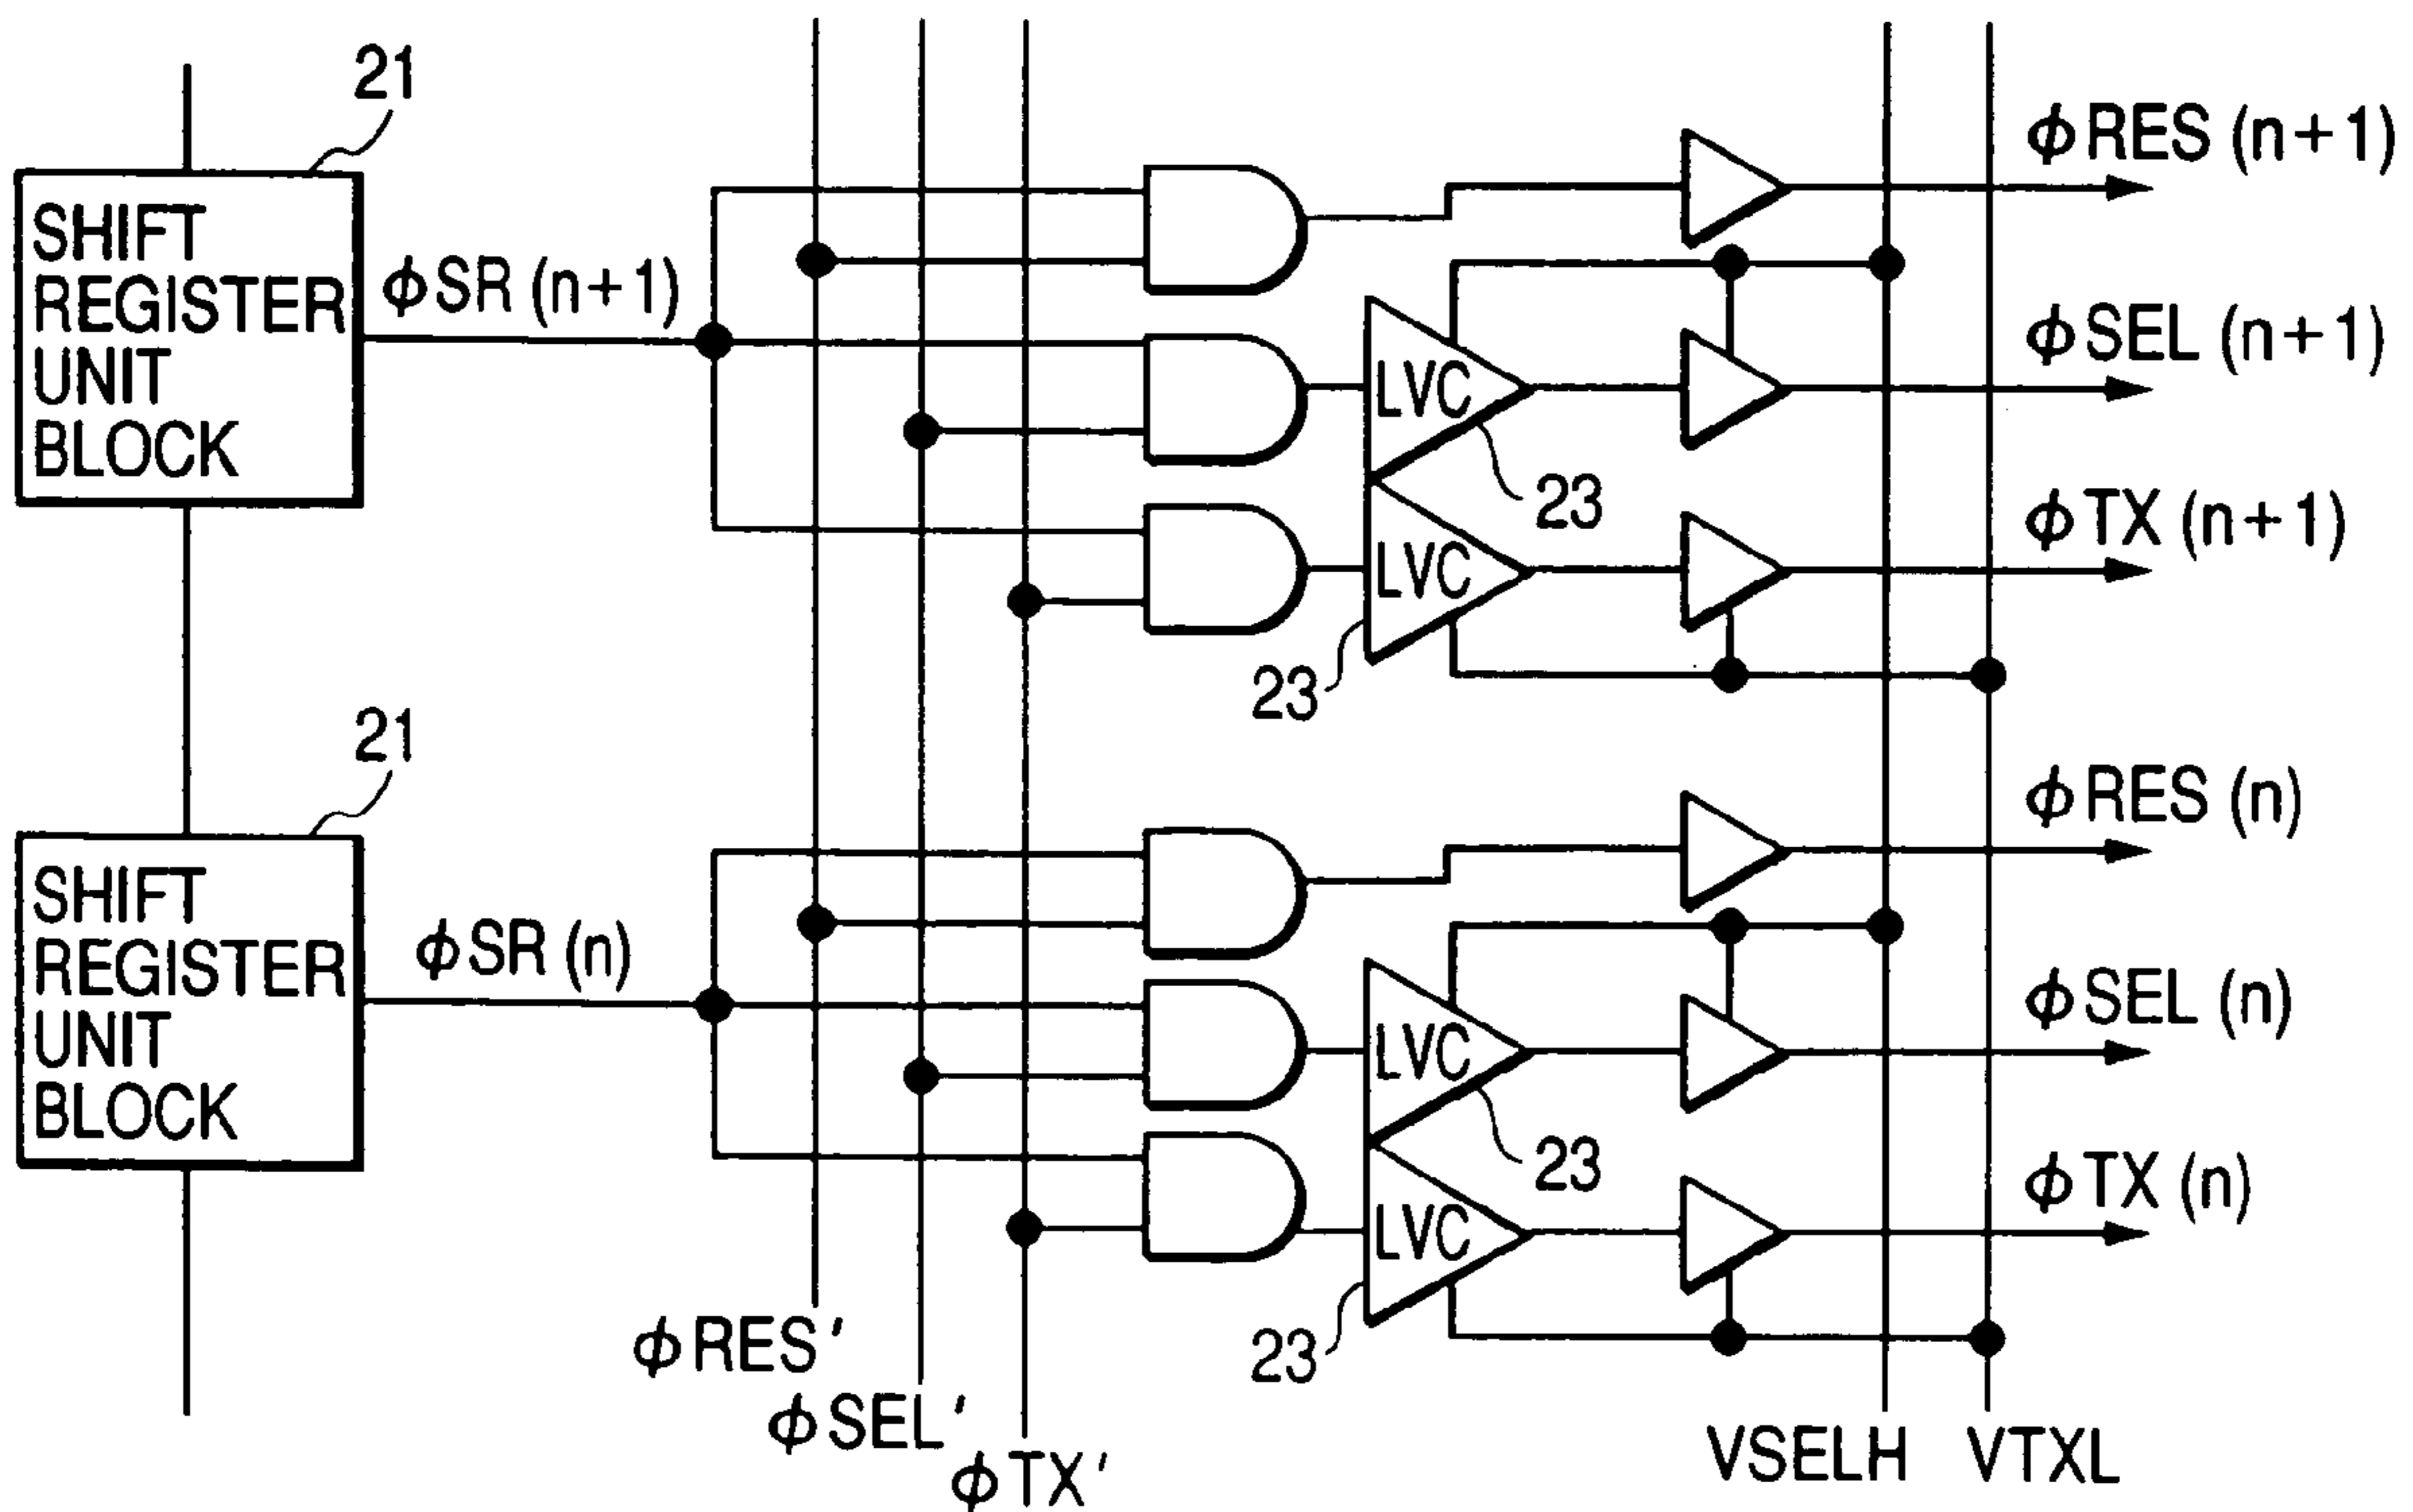 21
SHIFT
REGISTER
UNIT
BLOCK
ϕSR (n+1)
LVC
23
LVC
23
ϕRES (n+1)
ϕSEL (n+1)
ϕTX (n+1)
21
SHIFT
REGISTER
UNIT
BLOCK
ϕSR (n)
LVC
23
LVC
23
ϕRES (n)
ϕSEL (n)
ϕTX (n)
ϕRES′
ϕSEL′
ϕTX′
VSELH
VTXL